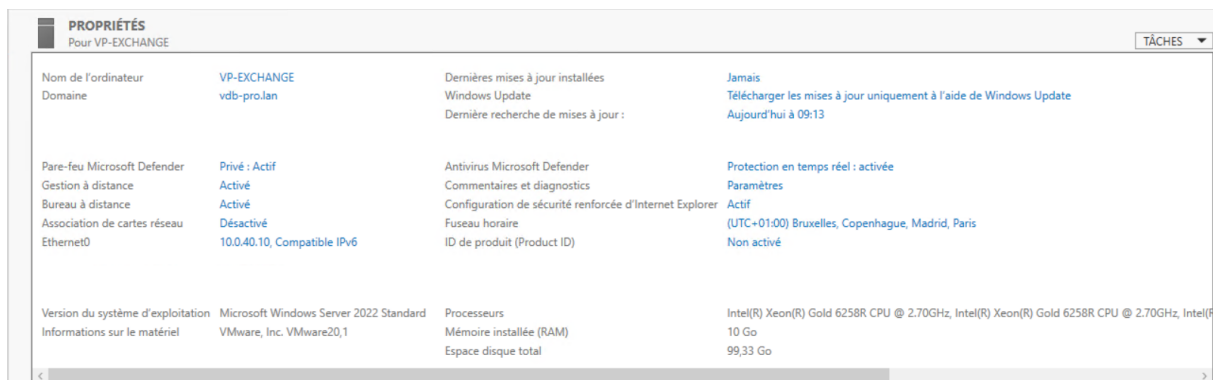 PROPRIÉTÉS
Pour VP-EXCHANGE
TÂCHES
Nom de l'ordinateur VP-EXCHANGE Dernières mises à jour installées Jamais
Domaine vdb-pro.lan Windows Update Télécharger les mises à jour uniquement à l'aide de Windows Update
Dernière recherche de mises à jour : Aujourd'hui à 09:13
Pare-feu Microsoft Defender Privé : Actif Antivirus Microsoft Defender Protection en temps réel : activée
Gestion à distance Activé Commentaires et diagnostics Paramètres
Bureau à distance Activé Configuration de sécurité renforcée d'Internet Explorer Actif
Association de cartes réseau Désactivé Fuseau horaire (UTC+01:00) Bruxelles, Copenhague, Madrid, Paris
Ethernet0 10.0.40.10, Compatible IPv6 ID de produit (Product ID) Non activé
Version du système d'exploitation Microsoft Windows Server 2022 Standard Processeurs Intel(R) Xeon(R) Gold 6258R CPU @ 2.70GHz, Intel(R) Xeon(R) Gold 6258R CPU @ 2.70GHz,
Informations sur le matériel VMware, Inc. VMware20,1 Mémoire installée (RAM) 10 Go
Espace disque total 99,33 Go